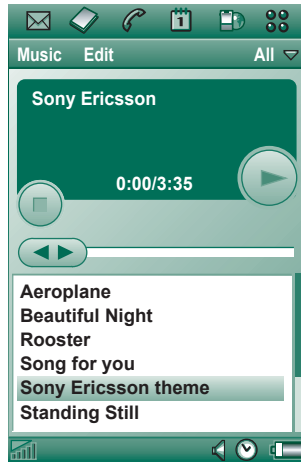 1
Music Edit All
Sony Ericsson
0:00/3:35
Aeroplane
Beautiful Night
Rooster
Song for you
Sony Ericsson theme
Standing Still